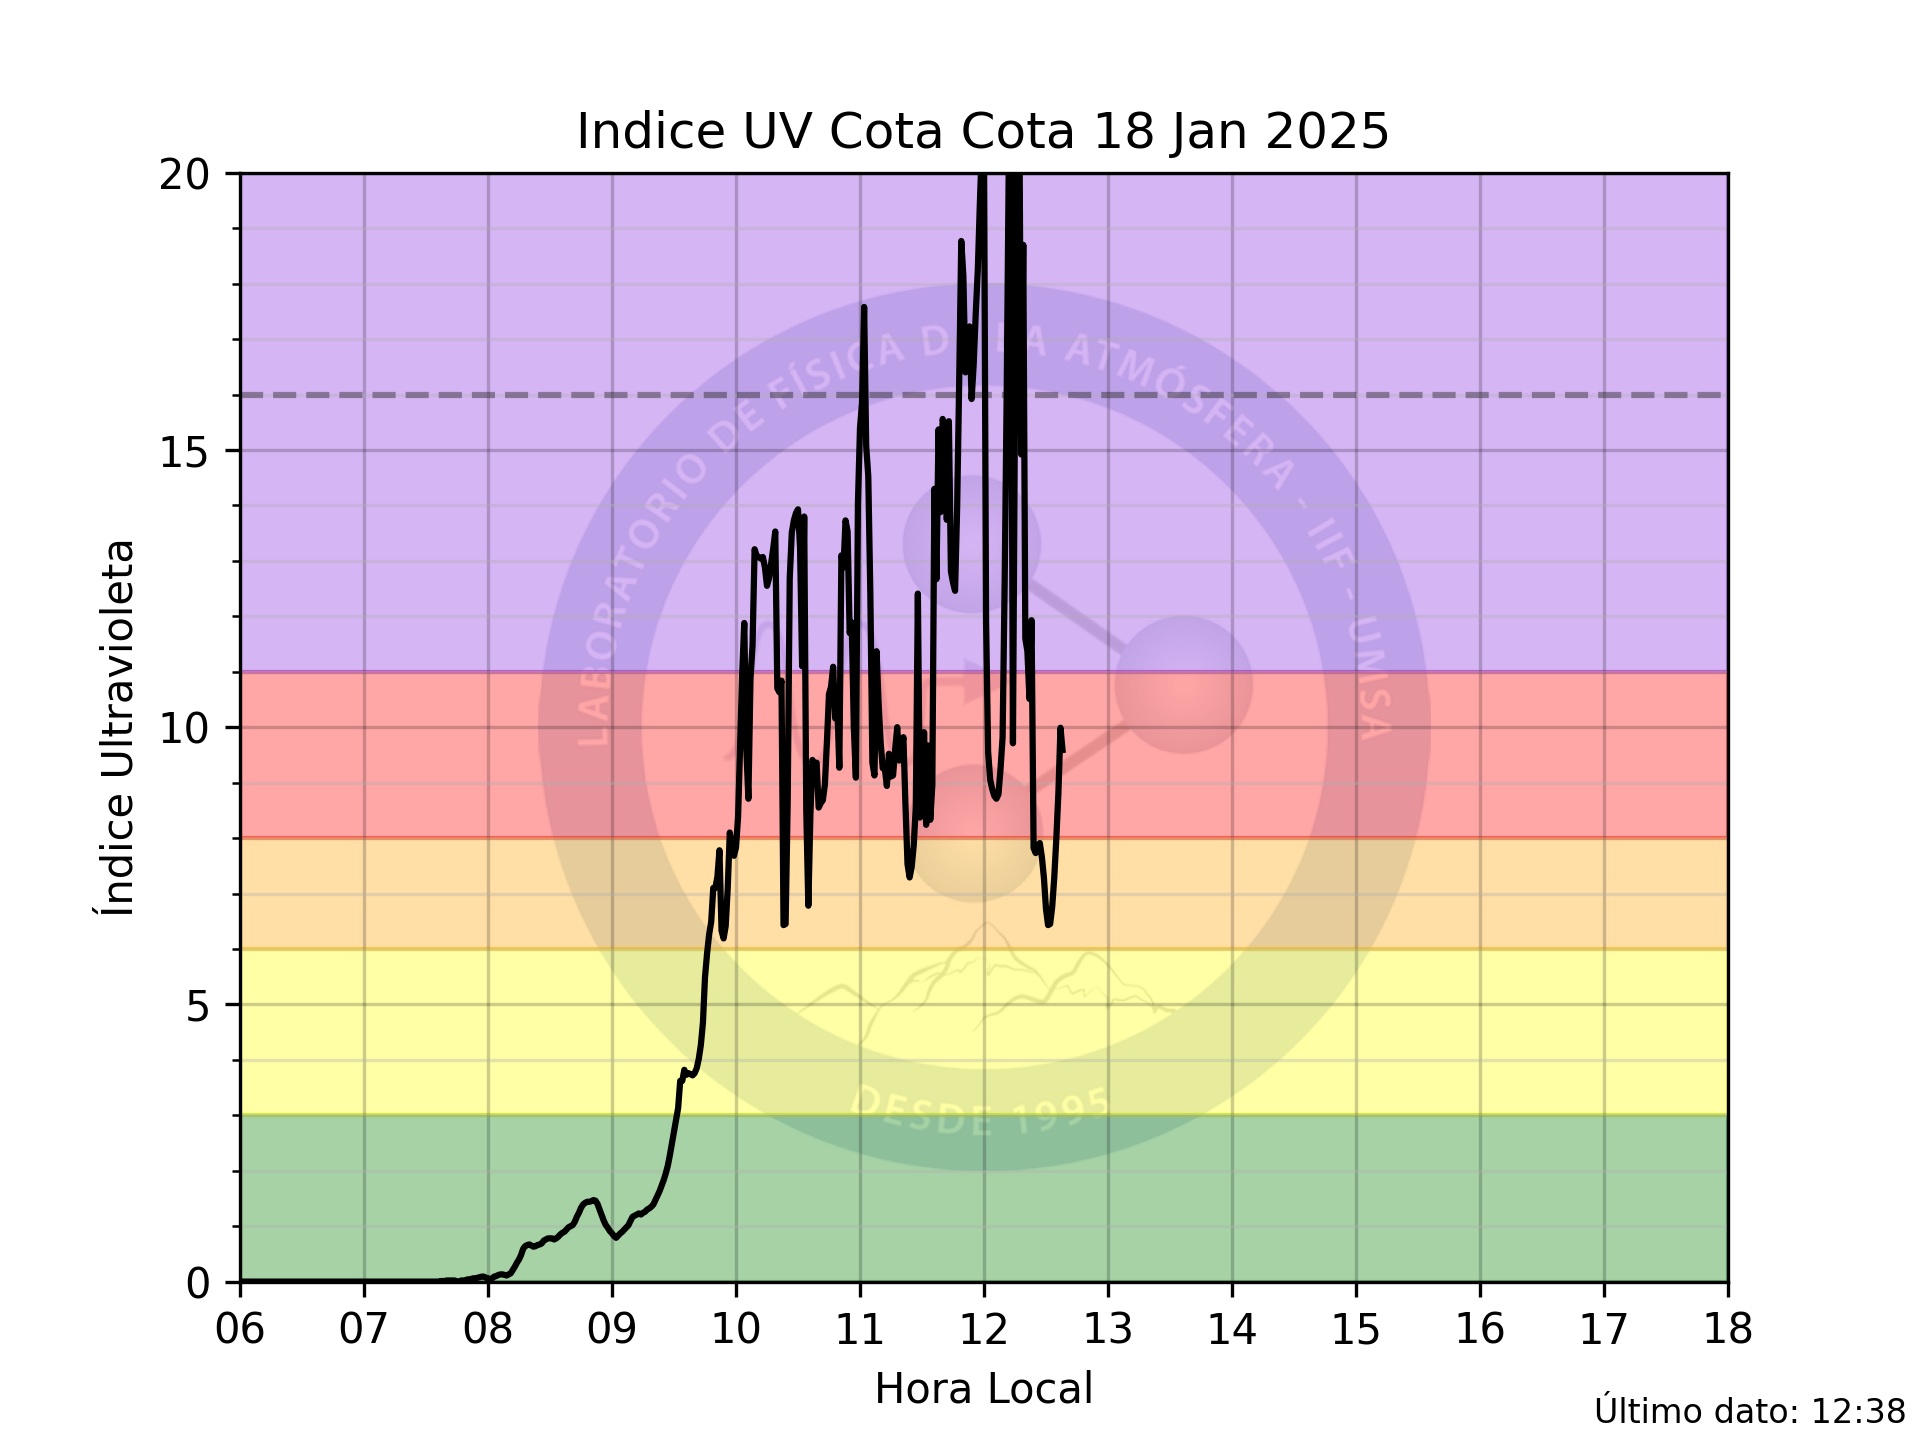 Indice UV Cota Cota 18 Jan 2025
20
15
10
5
0
Índice Ultravioleta
LABORATORIO DE FÍSICA DE LA ATMÓSFERA - IIF - UMSA
DESDE 1995
06 07 08 09 10 11 12 13 14 15 16 17 18
Hora Local
Último dato: 12:38